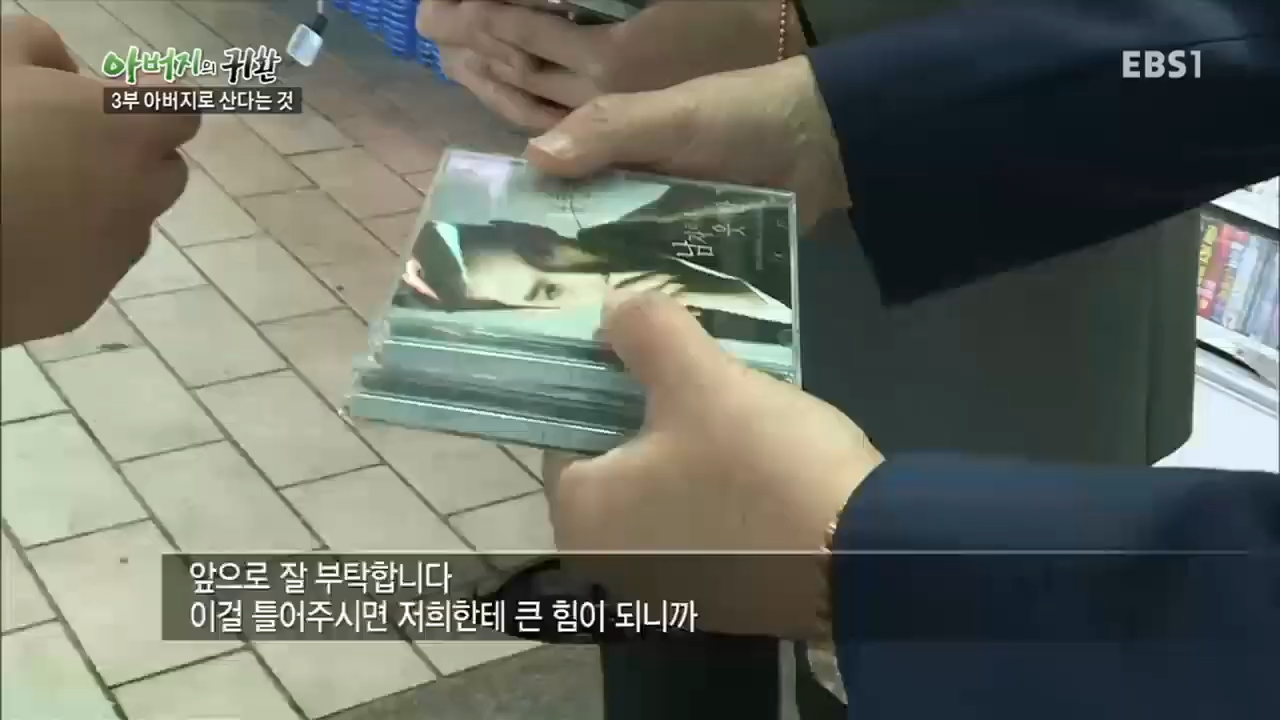 아버지의 귀환
EBS1
3부 아버지로 산다는 것
앞으로 잘 부탁합니다
이걸 틀어주시면 저희한테 큰 힘이 되니까